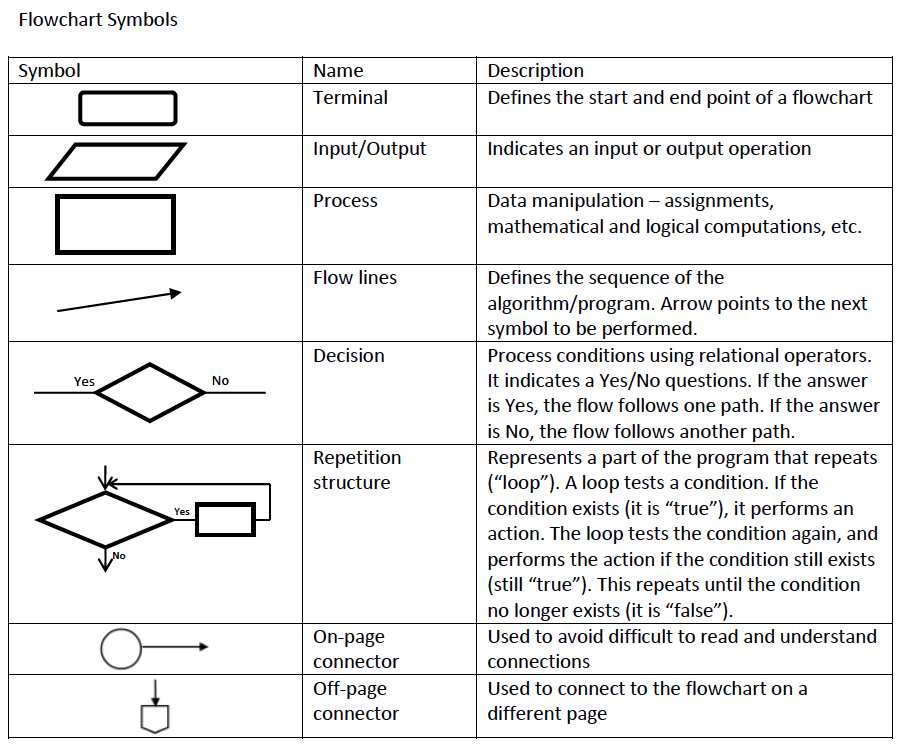 Flowchart Symbols
Symbol Name Description
Terminal Defines the start and end point of a flowchart
Input/Output Indicates an input or output operation
Process Data manipulation – assignments,
mathematical and logical computations, etc.
Flow lines Defines the sequence of the
algorithm/program. Arrow points to the next
symbol to be performed.
Yes No
Decision Process conditions using relational operators.
It indicates a Yes/No questions. If the answer
is Yes, the flow follows one path. If the answer
is No, the flow follows another path.
Yes
No
Repetition
structure
Represents a part of the program that repeats
(“loop”). A loop tests a condition. If the
condition exists (it is “true”), it performs an
action. The loop tests the condition again, and
performs the action if the condition still exists
(still “true”). This repeats until the condition
no longer exists (it is “false”).
On-page
connector
Used to avoid difficult to read and understand
connections
Off-page
connector
Used to connect to the flowchart on a
different page